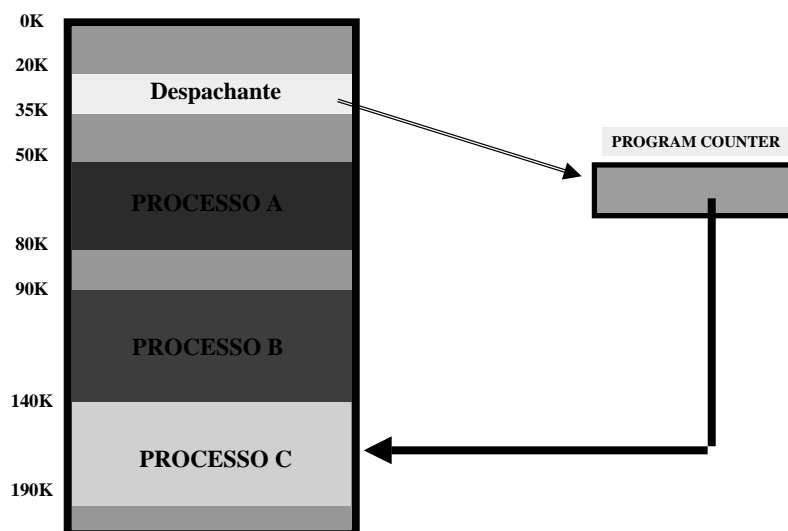 0K
20K
Despachante
35K
PROGRAM COUNTER
50K
PROCESSO A
80K
90K
PROCESSO B
140K
PROCESSO C
190K